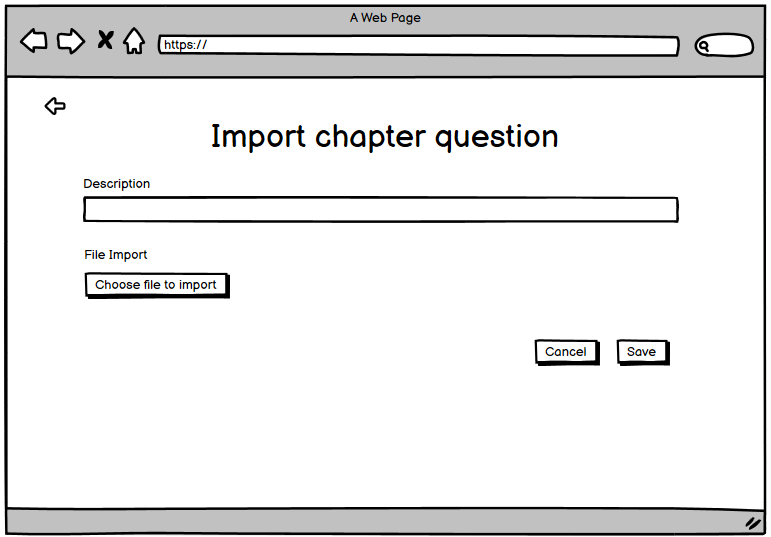 A Web Page
https://
Import chapter question
Description
File Import
Choose file to import
Cancel Save